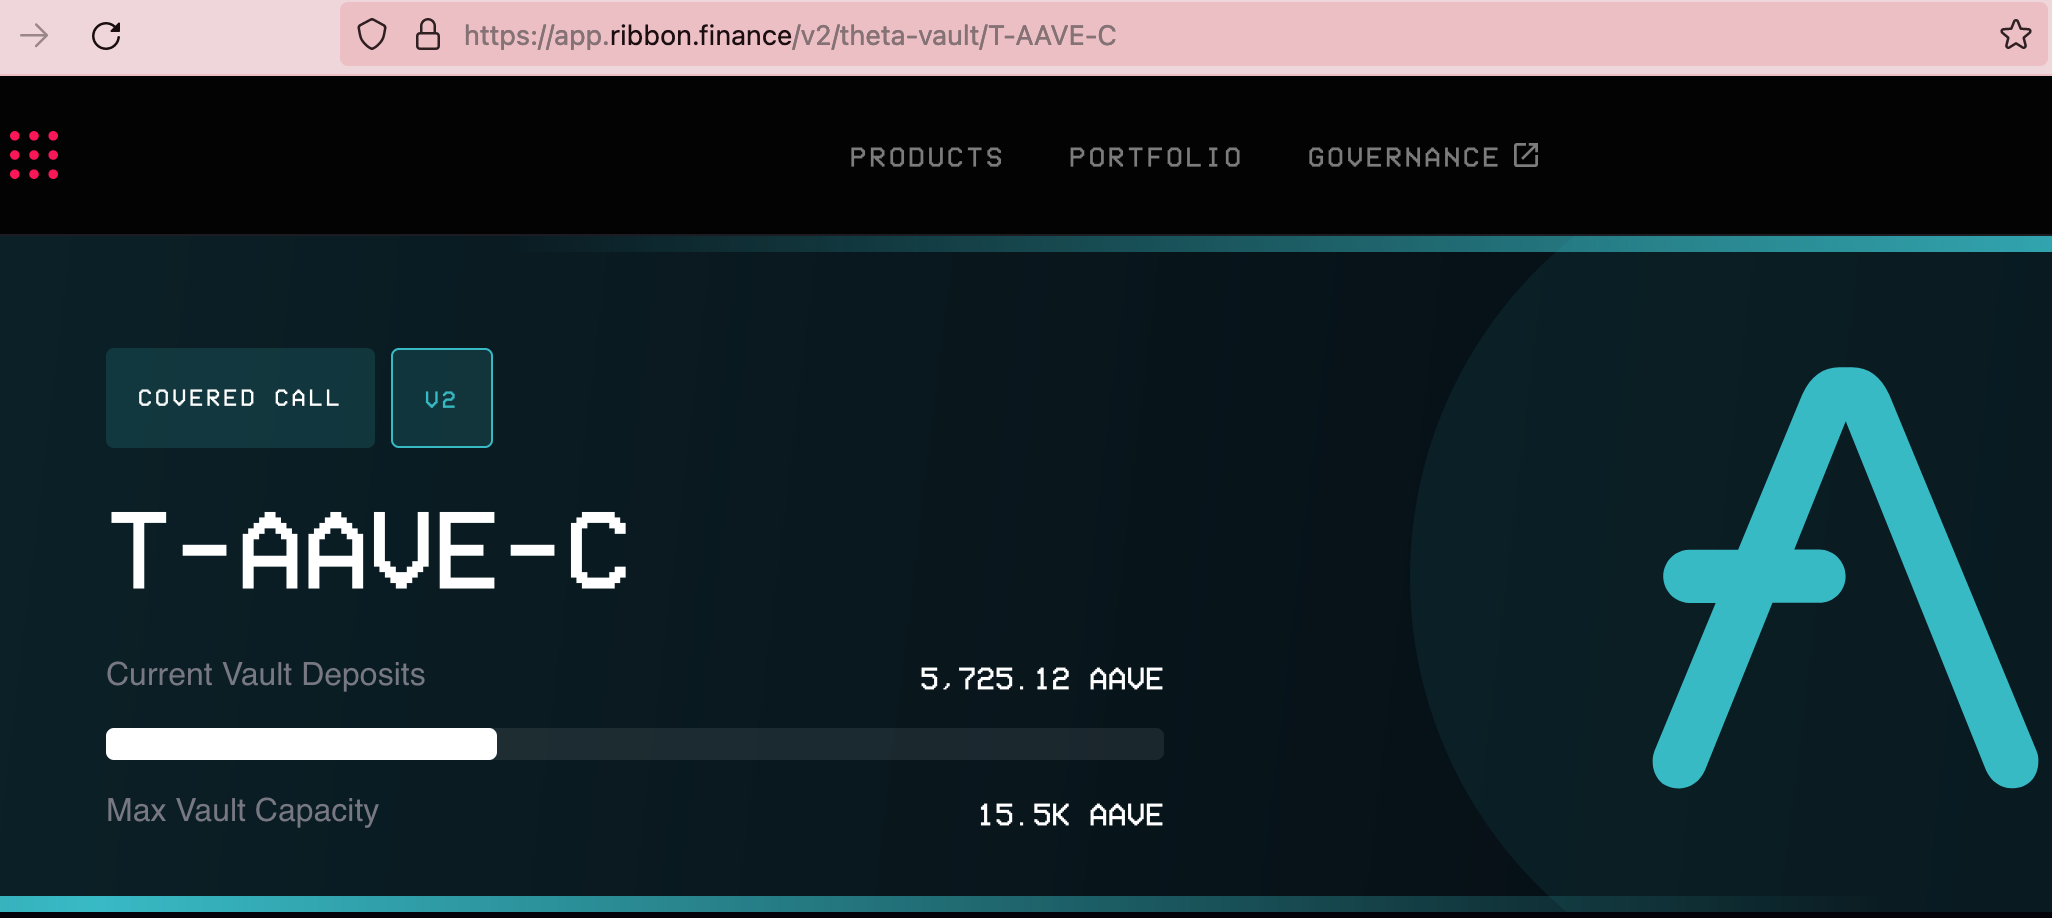 https://app.ribbon.finance/v2/theta-vault/T-AAVE-C
PRODUCTS PORTFOLIO GOVERNANCE
COVERED CALL V2
T-AAVE-C
Current Vault Deposits 5,725.12 AAVE
Max Vault Capacity 15.5K AAVE